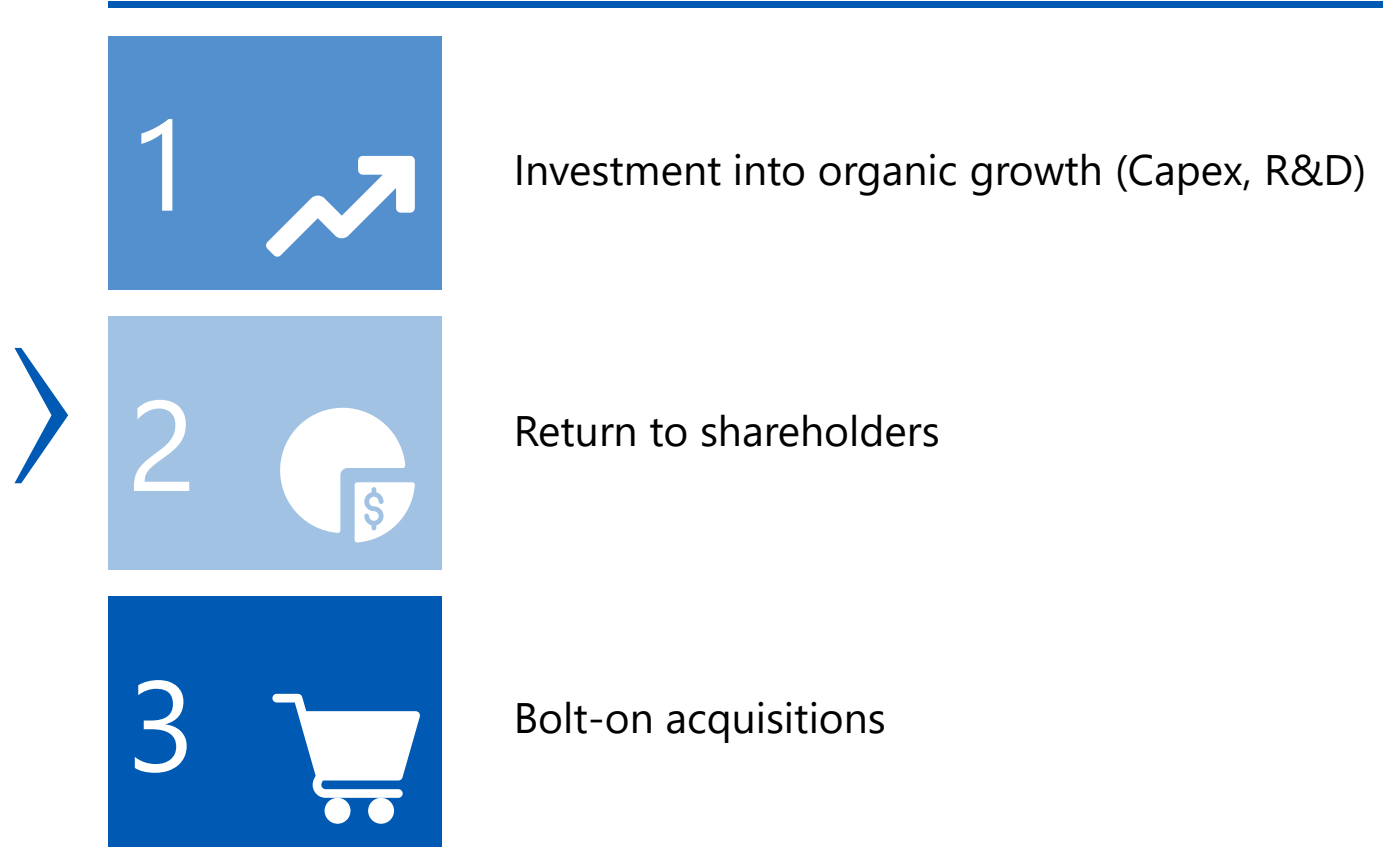 1
Investment into organic growth (Capex, R&D)
2
$
Return to shareholders
3
Bolt-on acquisitions